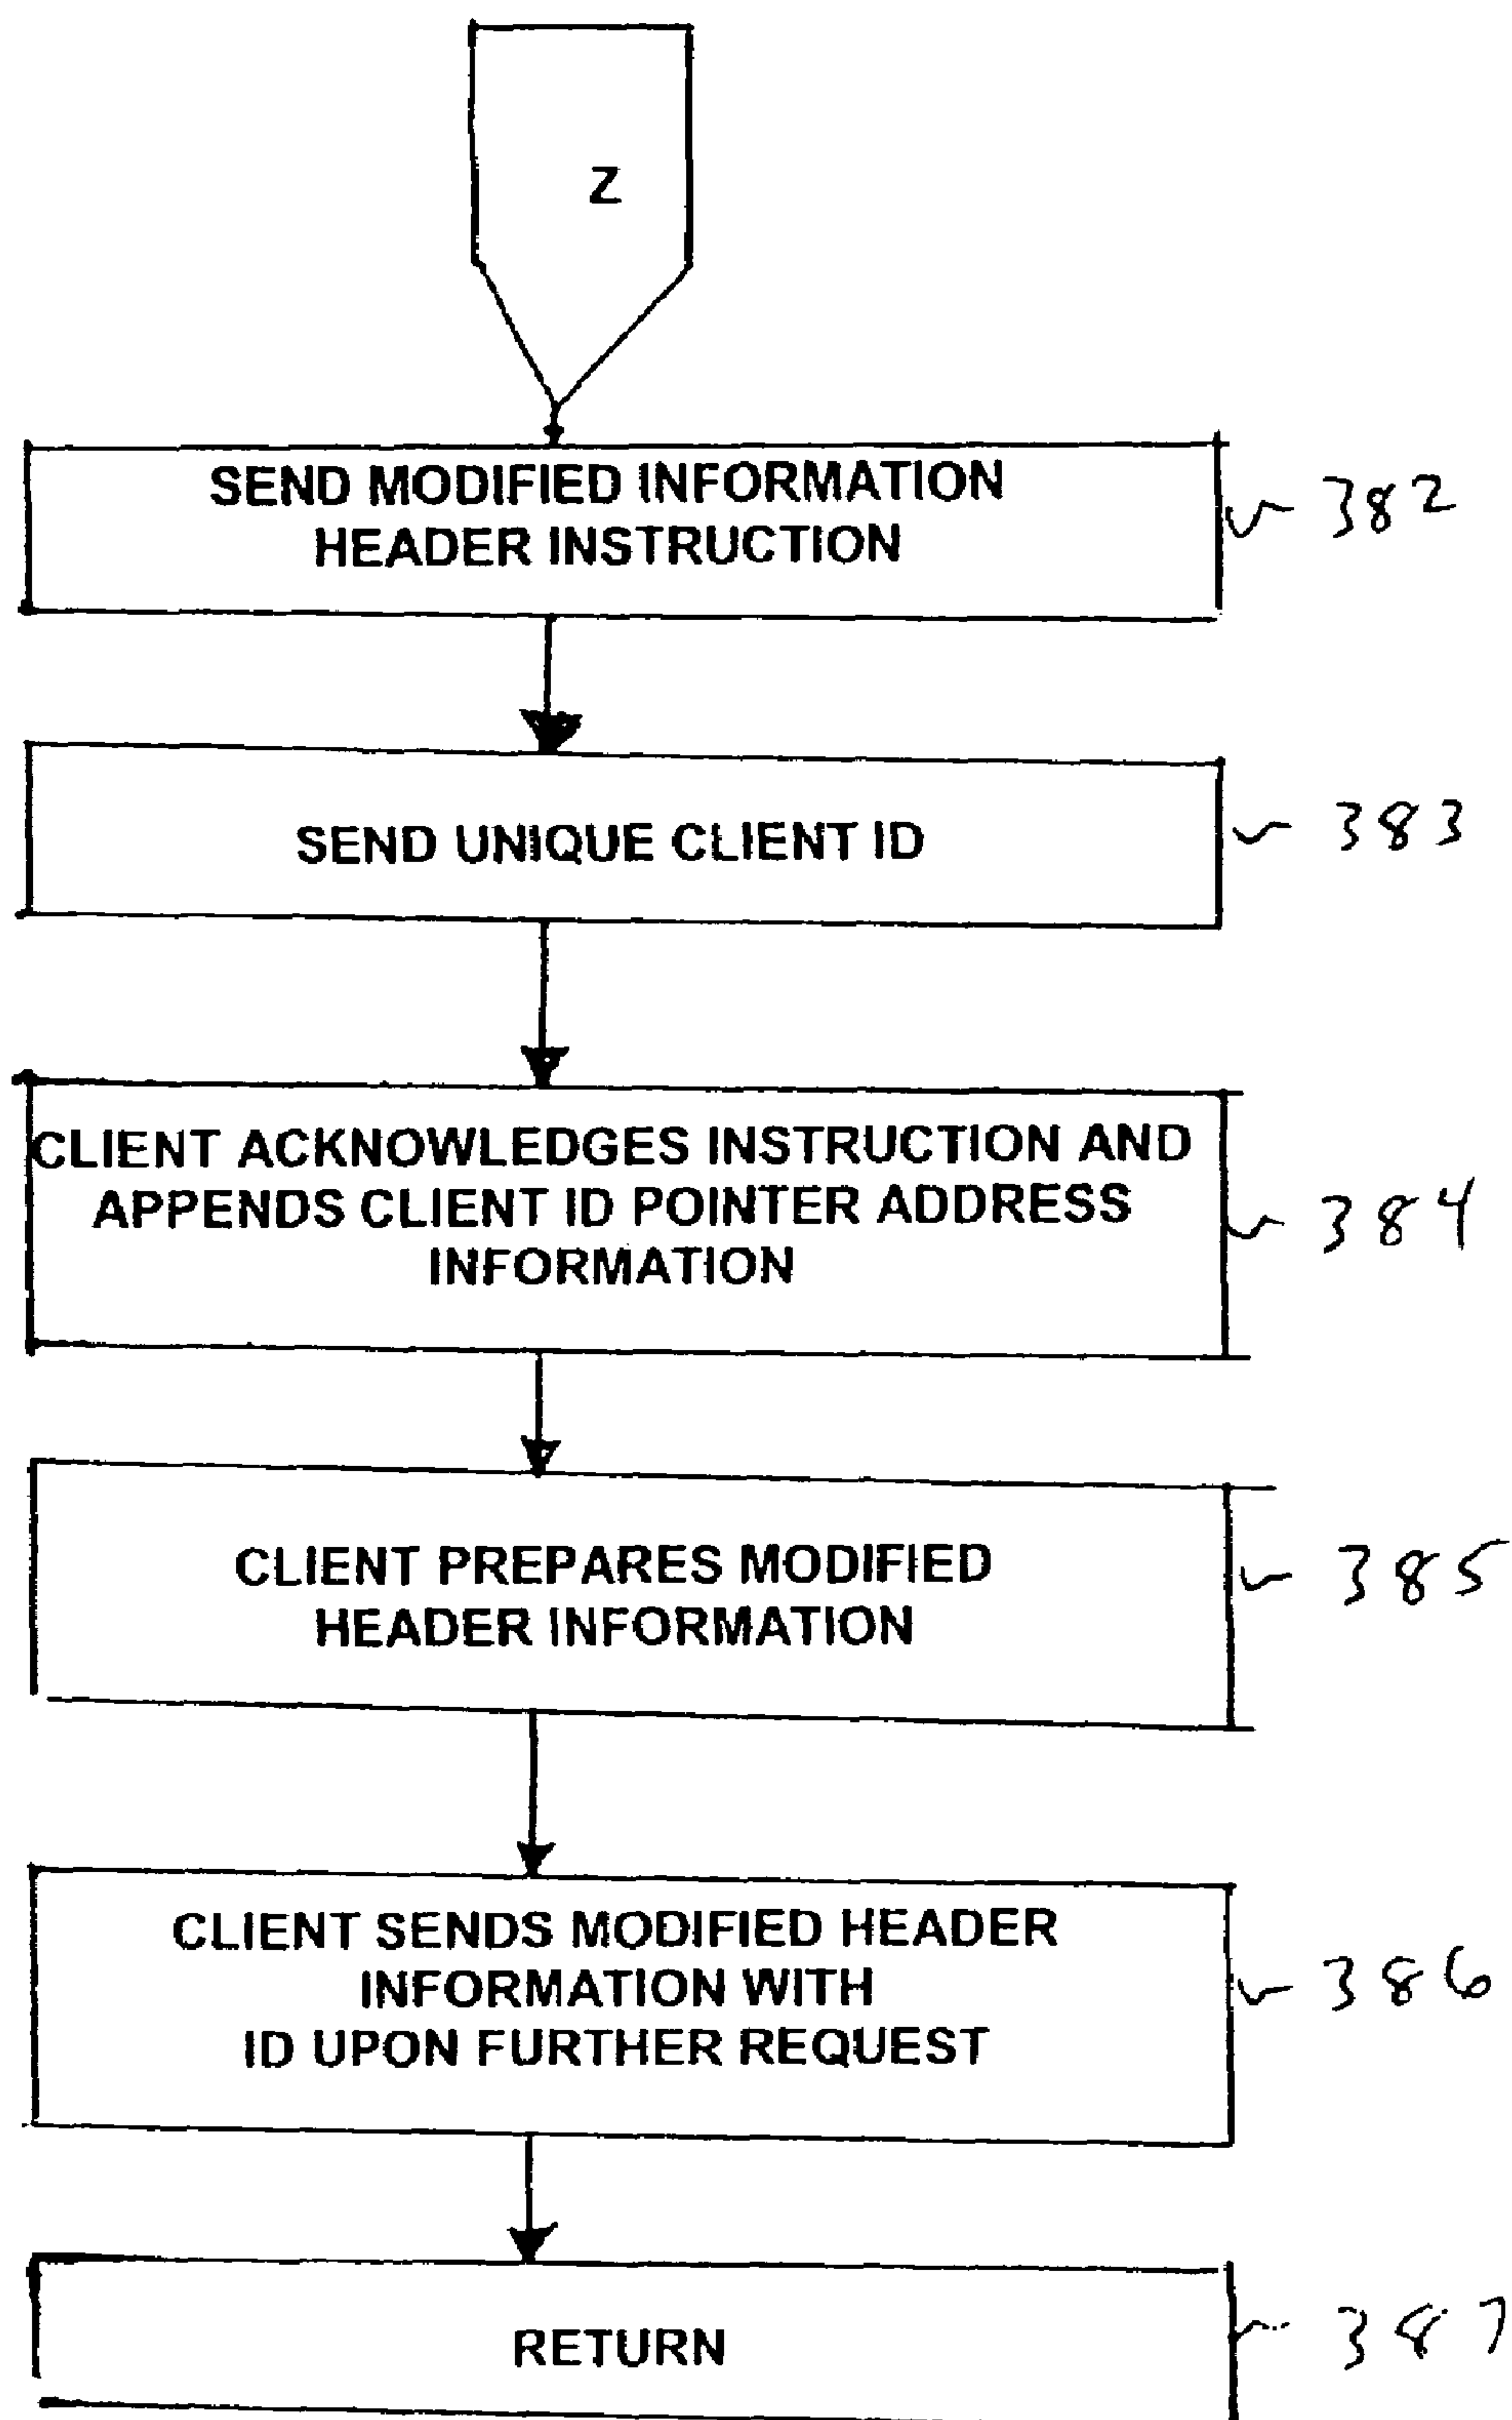 Z
SEND MODIFIED INFORMATION
HEADER INSTRUCTION
382
SEND UNIQUE CLIENT ID
383
CLIENT ACKNOWLEDGES INSTRUCTION AND
APPENDS CLIENT ID POINTER ADDRESS
INFORMATION
384
CLIENT PREPARES MODIFIED
HEADER INFORMATION
385
CLIENT SENDS MODIFIED HEADER
INFORMATION WITH
ID UPON FURTHER REQUEST
386
RETURN
387